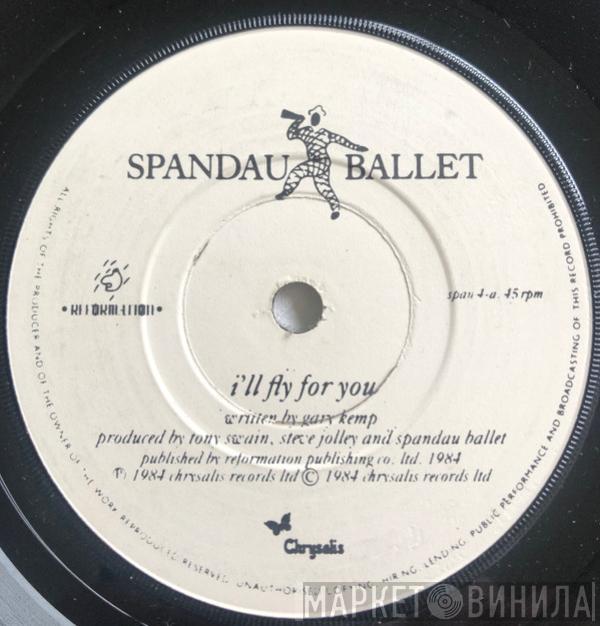 SPANDAU BALLET
• REFORMATION •
span 4-a. 45 rpm
i'll fly for you
written by gary kemp
produced by tony swain, steve jolley and spandau ballet
published by reformation publishing co. ltd. 1984
℗ 1984 chrysalis records ltd © 1984 chrysalis records ltd
Chrysalis
ALL RIGHTS OF THE PRODUCER AND OF THE OWNER OF THE WORK REPRODUCED RESERVED. UNAUTHORISED COPYING, HIRING, LENDING, PUBLIC PERFORMANCE AND BROADCASTING OF THIS RECORD PROHIBITED
МАРКЕТ ВИНИЛА